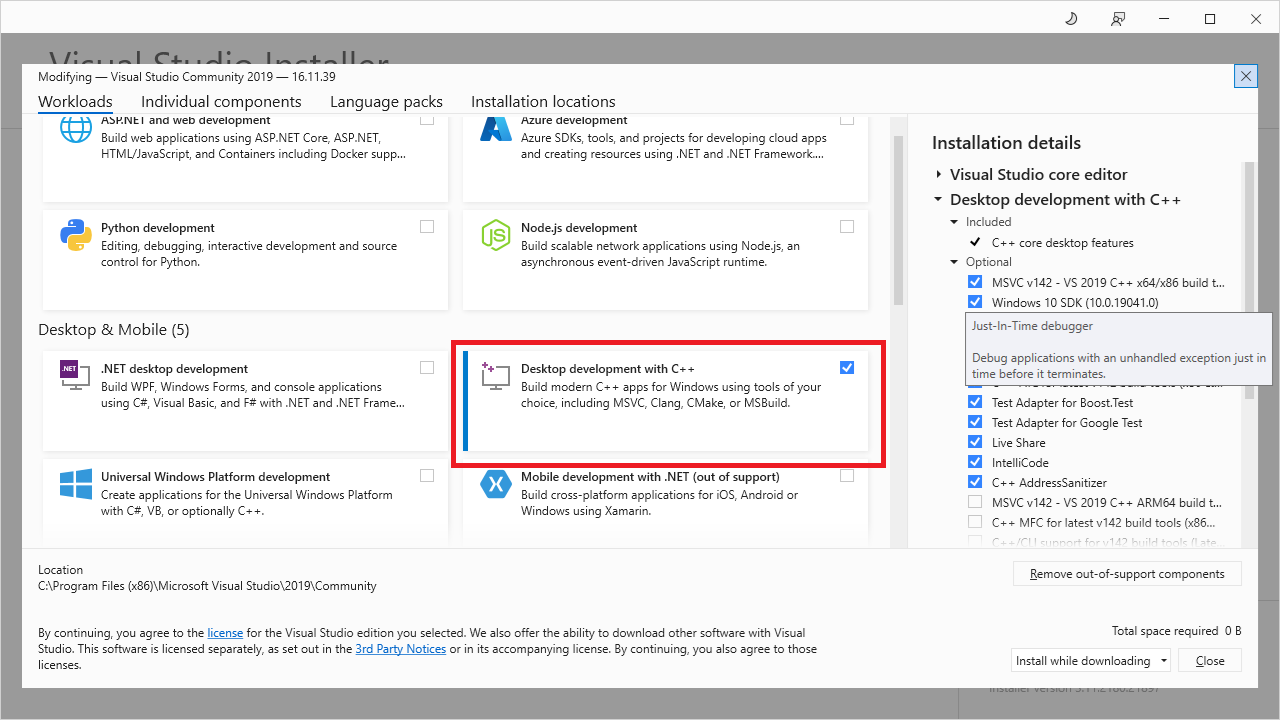 Visual Studio Installer
Modifying — Visual Studio Community 2019 — 16.11.39
Workloads
Individual components
Language packs
Installation locations
ASP.NET and web development
Build web applications using ASP.NET Core, ASP.NET,
HTML/JavaScript, and Containers including Docker supp...
Azure development
Azure SDKs, tools, and projects for developing cloud apps
and creating resources using .NET and .NET Framework....
Python development
Editing, debugging, interactive development and source
control for Python.
Node.js development
Build scalable network applications using Node.js, an
asynchronous event-driven JavaScript runtime.
Desktop & Mobile (5)
.NET
.NET desktop development
Build WPF, Windows Forms, and console applications
using C#, Visual Basic, and F# with .NET and .NET Frame...
Desktop development with C++
Build modern C++ apps for Windows using tools of your
choice, including MSVC, Clang, CMake, or MSBuild.
Universal Windows Platform development
Create applications for the Universal Windows Platform
with C#, VB, or optionally C++.
Mobile development with .NET (out of support)
Build cross-platform applications for iOS, Android or
Windows using Xamarin.
Installation details
Visual Studio core editor
Desktop development with C++
Included
C++ core desktop features
Optional
MSVC v142 - VS 2019 C++ x64/x86 build t...
Windows 10 SDK (10.0.19041.0)
Just-In-Time debugger
Debug applications with an unhandled exception just in
time before it terminates.
Test Adapter for Boost.Test
Test Adapter for Google Test
Live Share
IntelliCode
C++ AddressSanitizer
MSVC v142 - VS 2019 C++ ARM64 build t...
C++ MFC for latest v142 build tools (x86...
C++/CLI support for v142 build tools (Late...
Location
C:\Program Files (x86)\Microsoft Visual Studio\2019\Community
Remove out-of-support components
By continuing, you agree to the license for the Visual Studio edition you selected. We also offer the ability to download other software with Visual
Studio. This software is licensed separately, as set out in the 3rd Party Notices or in its accompanying license. By continuing, you also agree to those
licenses.
Total space required 0 B
Install while downloading
Close